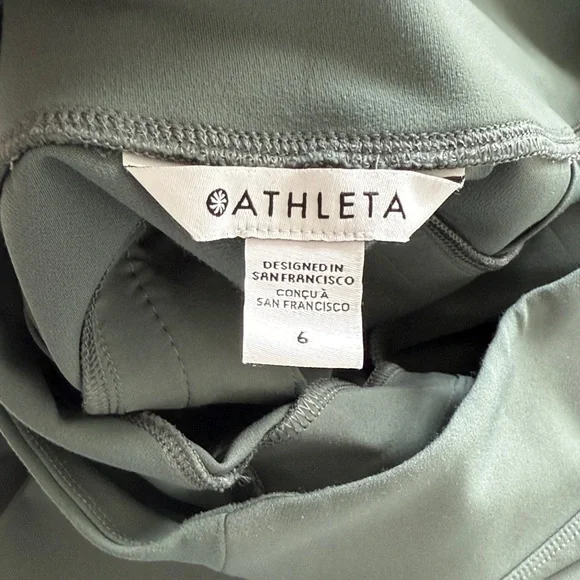 ATHLETA
DESIGNED IN
SAN FRANCISCO
CONÇU À
SAN FRANCISCO
6